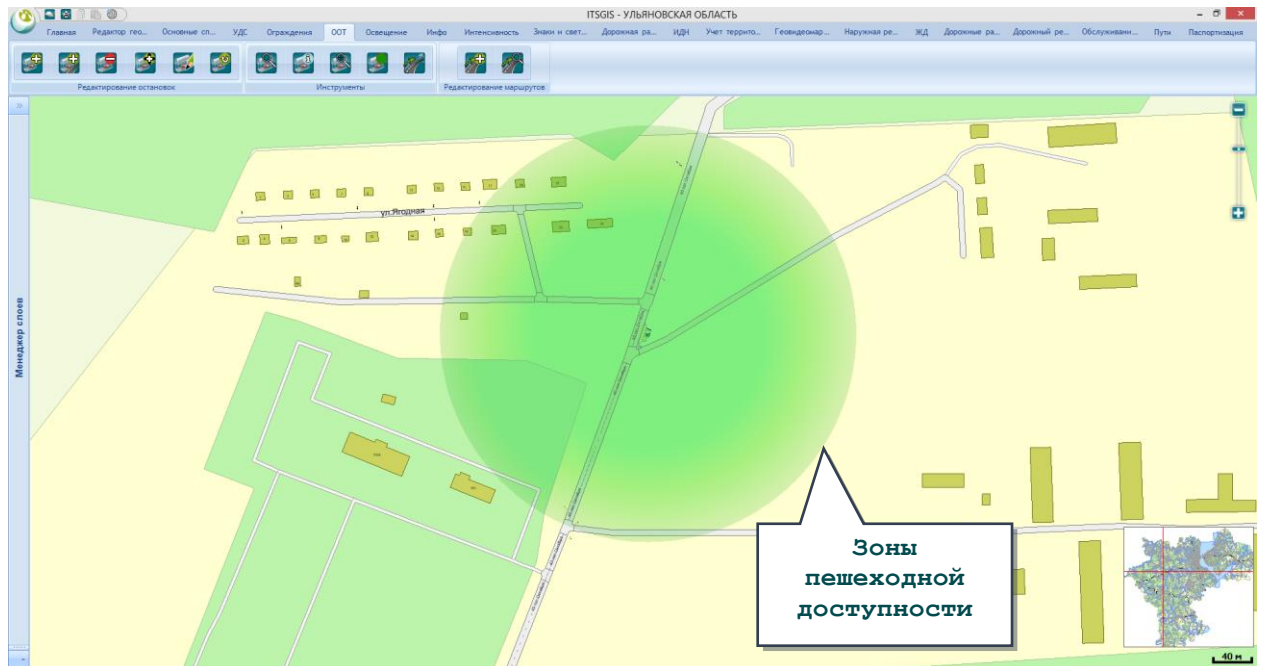 ITSGIS - УЛЬЯНОВСКАЯ ОБЛАСТЬ
Главная Редактор гео... Основные сл... УДС Ограждения ООТ Освещение Инфо Интенсивность Знаки и свет... Дорожная ра... ИДН Учет террито... Геовидеомар... Наружная ре... ЖД Дорожные ра... Дорожный ре... Обслуживани... Пути Паспортизация
Редактирование остановок Инструменты Редактирование маршрутов
Менеджер слоев
ул.Ягодная
Зоны
пешеходной
доступности
40 м